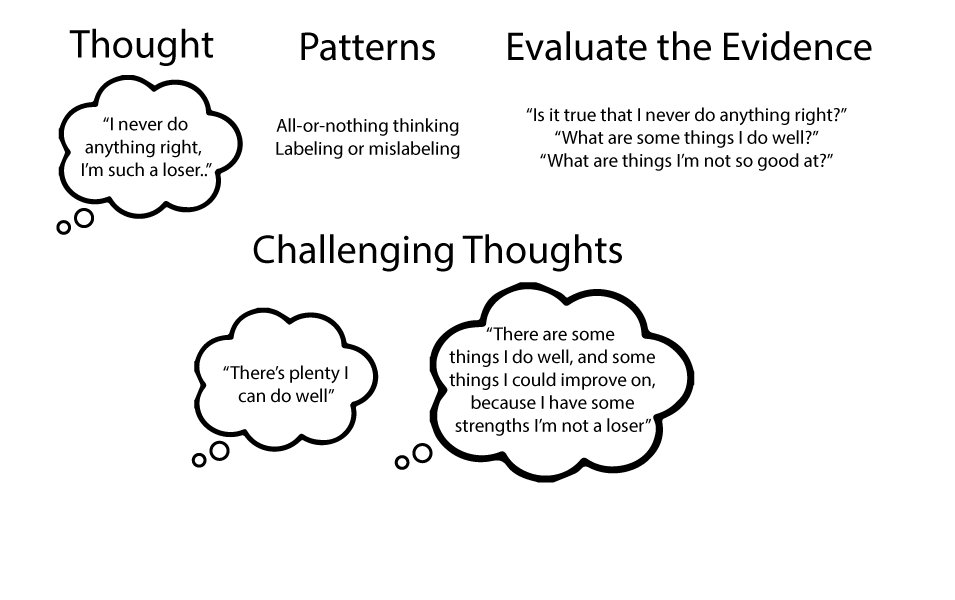 Thought
Patterns
Evaluate the Evidence
“I never do
anything right,
I’m such a loser..”
All-or-nothing thinking
Labeling or mislabeling
“Is it true that I never do anything right?”
“What are some things I do well?”
“What are things I’m not so good at?”
Challenging Thoughts
“There’s plenty I
can do well”
“There are some
things I do well, and some
things I could improve on,
because I have some
strengths I’m not a loser”